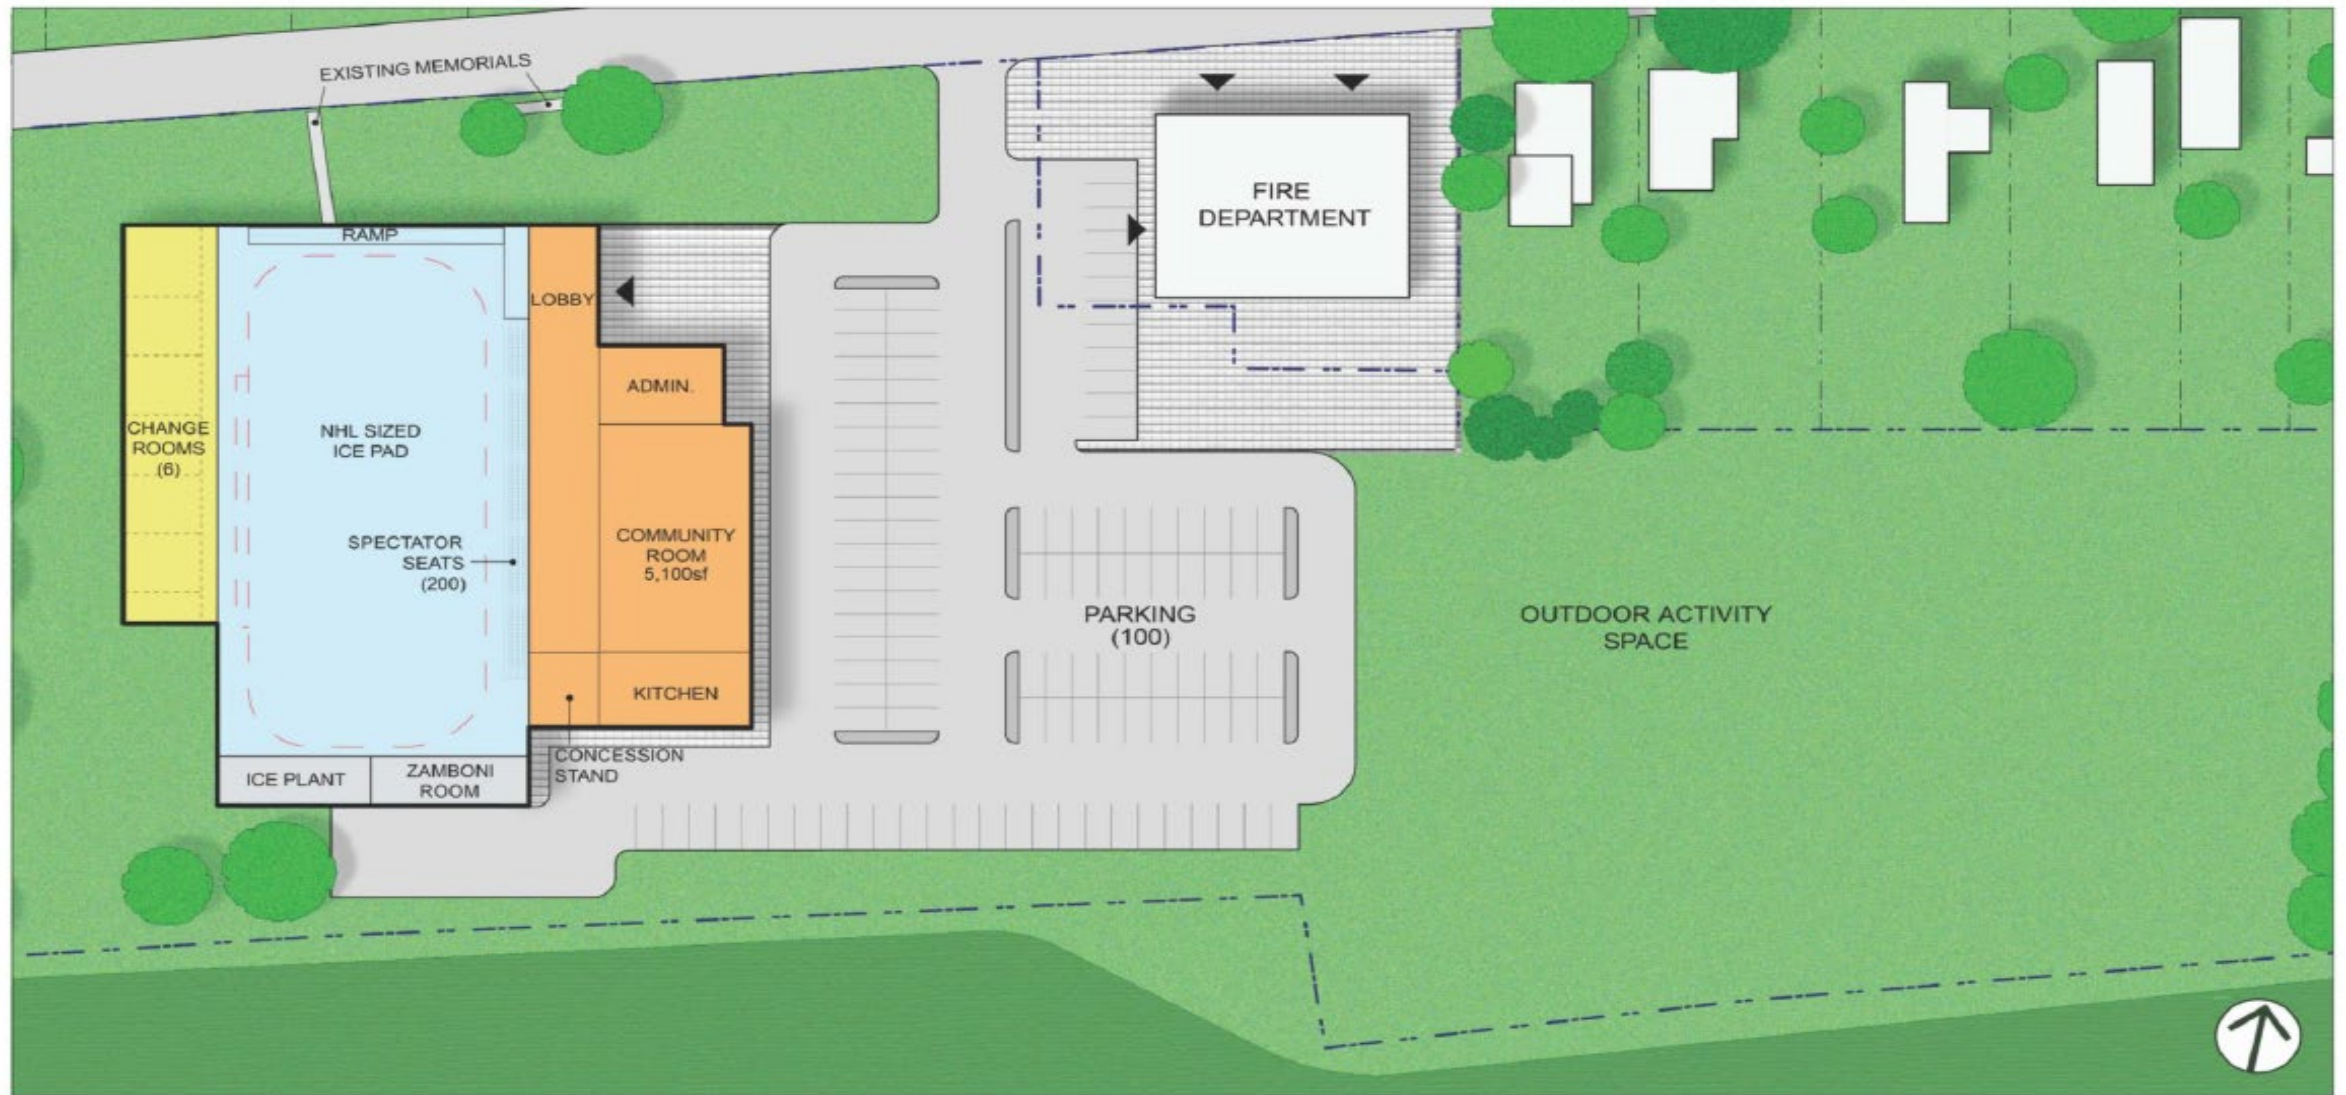 EXISTING MEMORIALS
FIRE
DEPARTMENT
RAMP
LOBBY
ADMIN.
CHANGE
ROOMS
(6)
NHL SIZED
ICE PAD
SPECTATOR
SEATS
(200)
COMMUNITY
ROOM
5,100sf
PARKING
(100)
OUTDOOR ACTIVITY
SPACE
KITCHEN
CONCESSION
STAND
ICE PLANT
ZAMBONI
ROOM